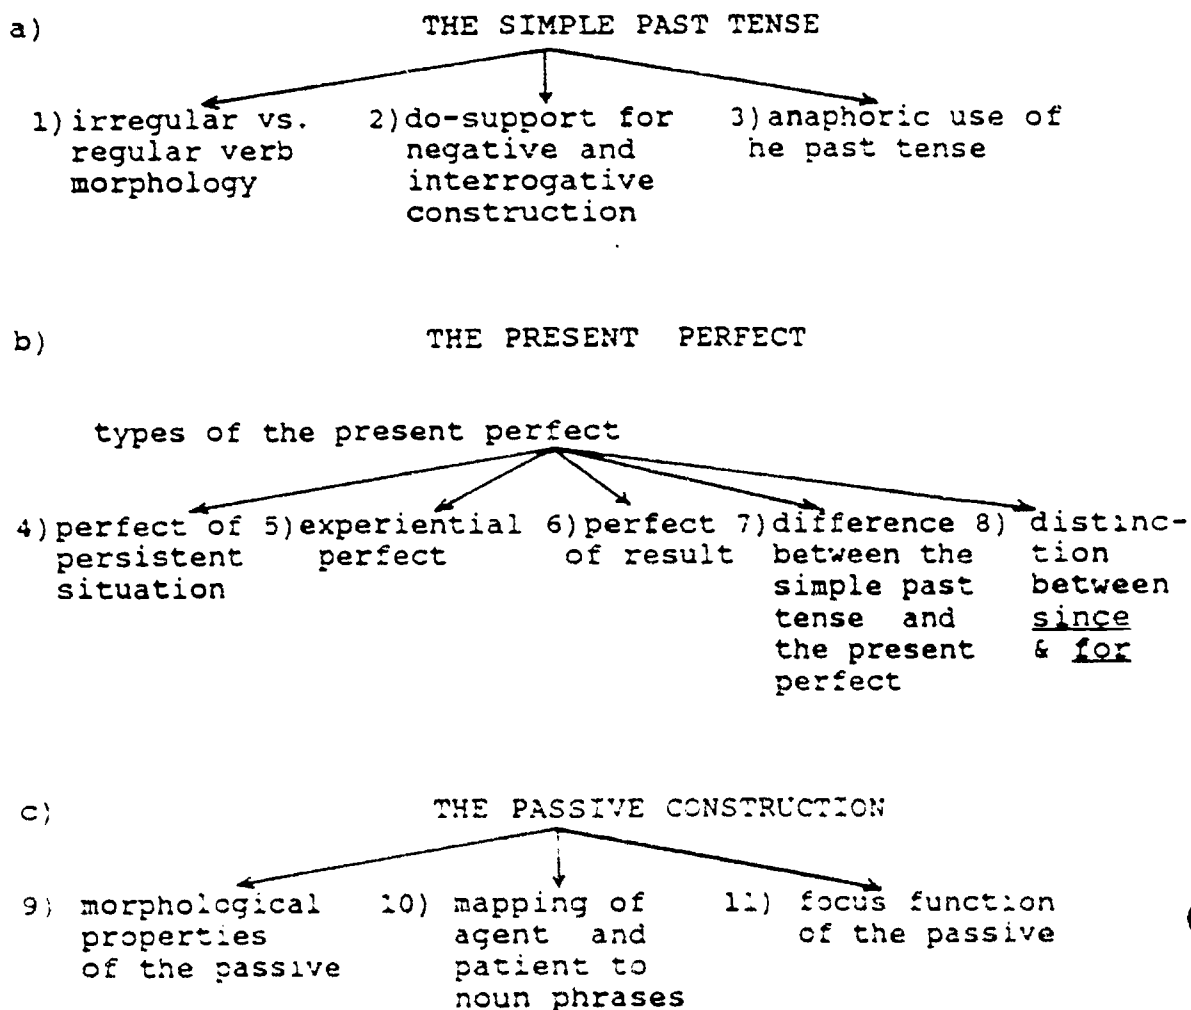 a) THE SIMPLE PAST TENSE
1) irregular vs. regular verb morphology
2) do-support for negative and interrogative construction
3) anaphoric use of he past tense
b) THE PRESENT PERFECT
types of the present perfect
4) perfect of persistent situation
5) experiential perfect
6) perfect of result
7) difference between the simple past tense and the present perfect
8) distinc-tion between since & for
c) THE PASSIVE CONSTRUCTION
9) morphological properties of the passive
10) mapping of agent and patient to noun phrases
11) focus function of the passive